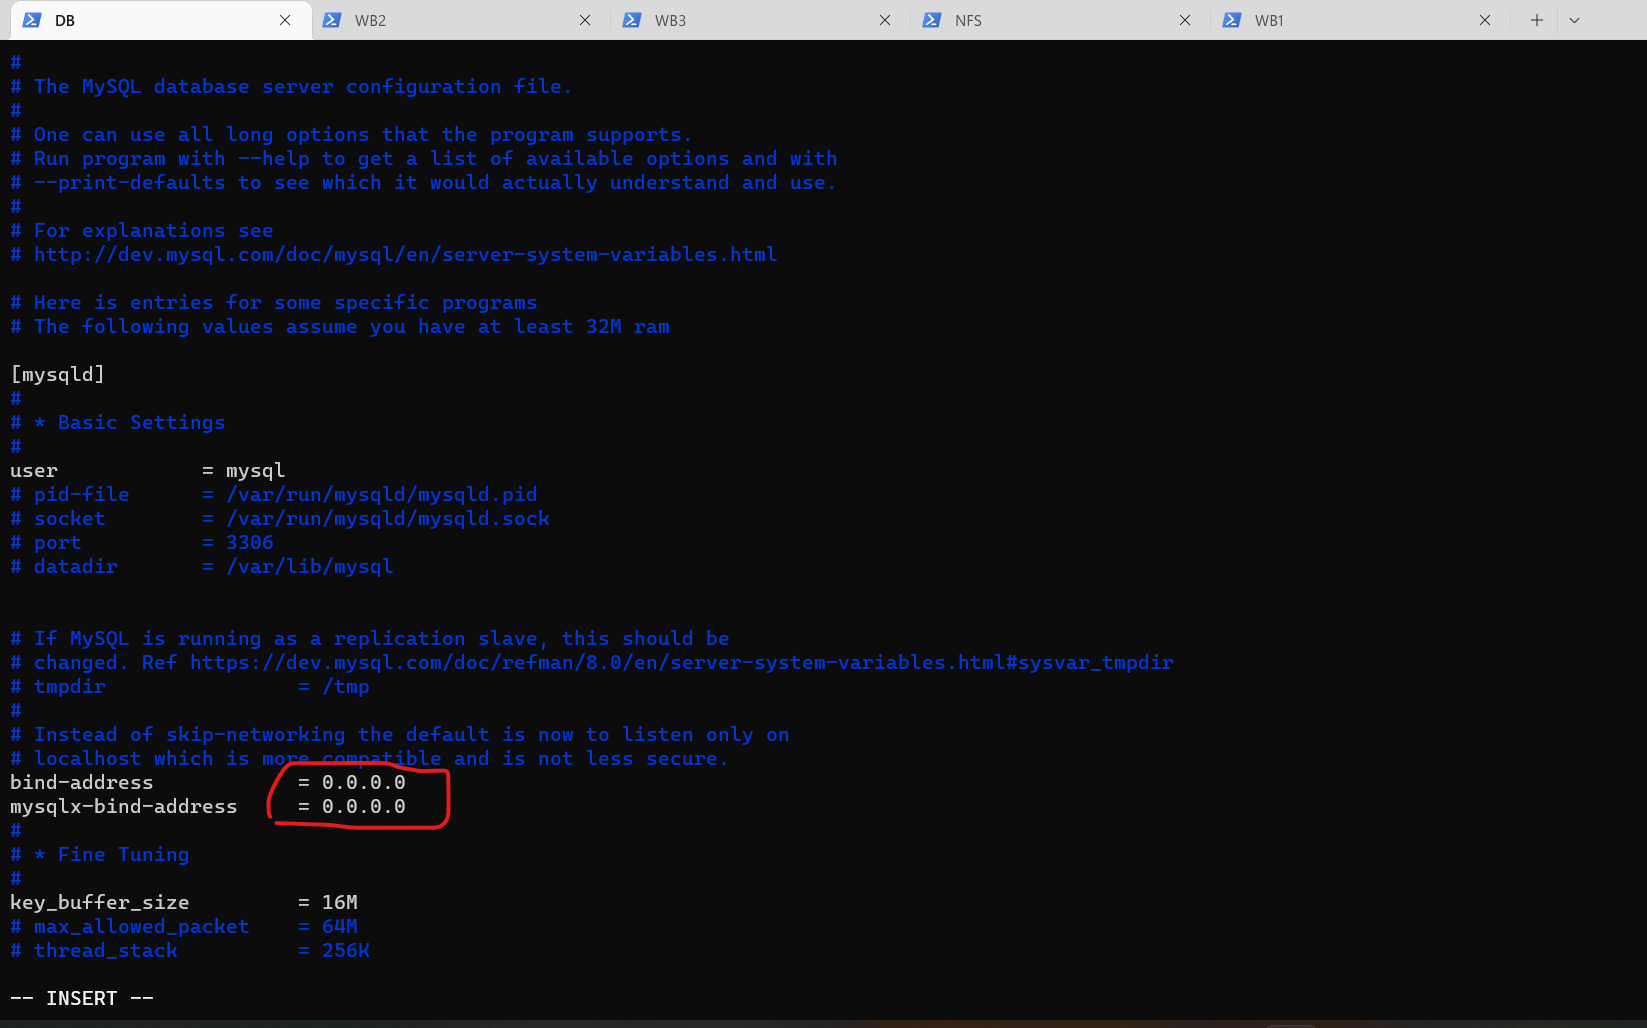 DB WB2 WB3 NFS WB1
#
# The MySQL database server configuration file.
#
# One can use all long options that the program supports.
# Run program with --help to get a list of available options and with
# --print-defaults to see which it would actually understand and use.
#
# For explanations see
# http://dev.mysql.com/doc/mysql/en/server-system-variables.html
# Here is entries for some specific programs
# The following values assume you have at least 32M ram
[mysqld]
#
# * Basic Settings
#
user            = mysql
# pid-file      = /var/run/mysqld/mysqld.pid
# socket        = /var/run/mysqld/mysqld.sock
# port          = 3306
# datadir       = /var/lib/mysql
# If MySQL is running as a replication slave, this should be
# changed. Ref https://dev.mysql.com/doc/refman/8.0/en/server-system-variables.html#sysvar_tmpdir
# tmpdir                = /tmp
#
# Instead of skip-networking the default is now to listen only on
# localhost which is more compatible and is not less secure.
bind-address            = 0.0.0.0
mysqlx-bind-address     = 0.0.0.0
#
# * Fine Tuning
#
key_buffer_size         = 16M
# max_allowed_packet    = 64M
# thread_stack          = 256K
-- INSERT --